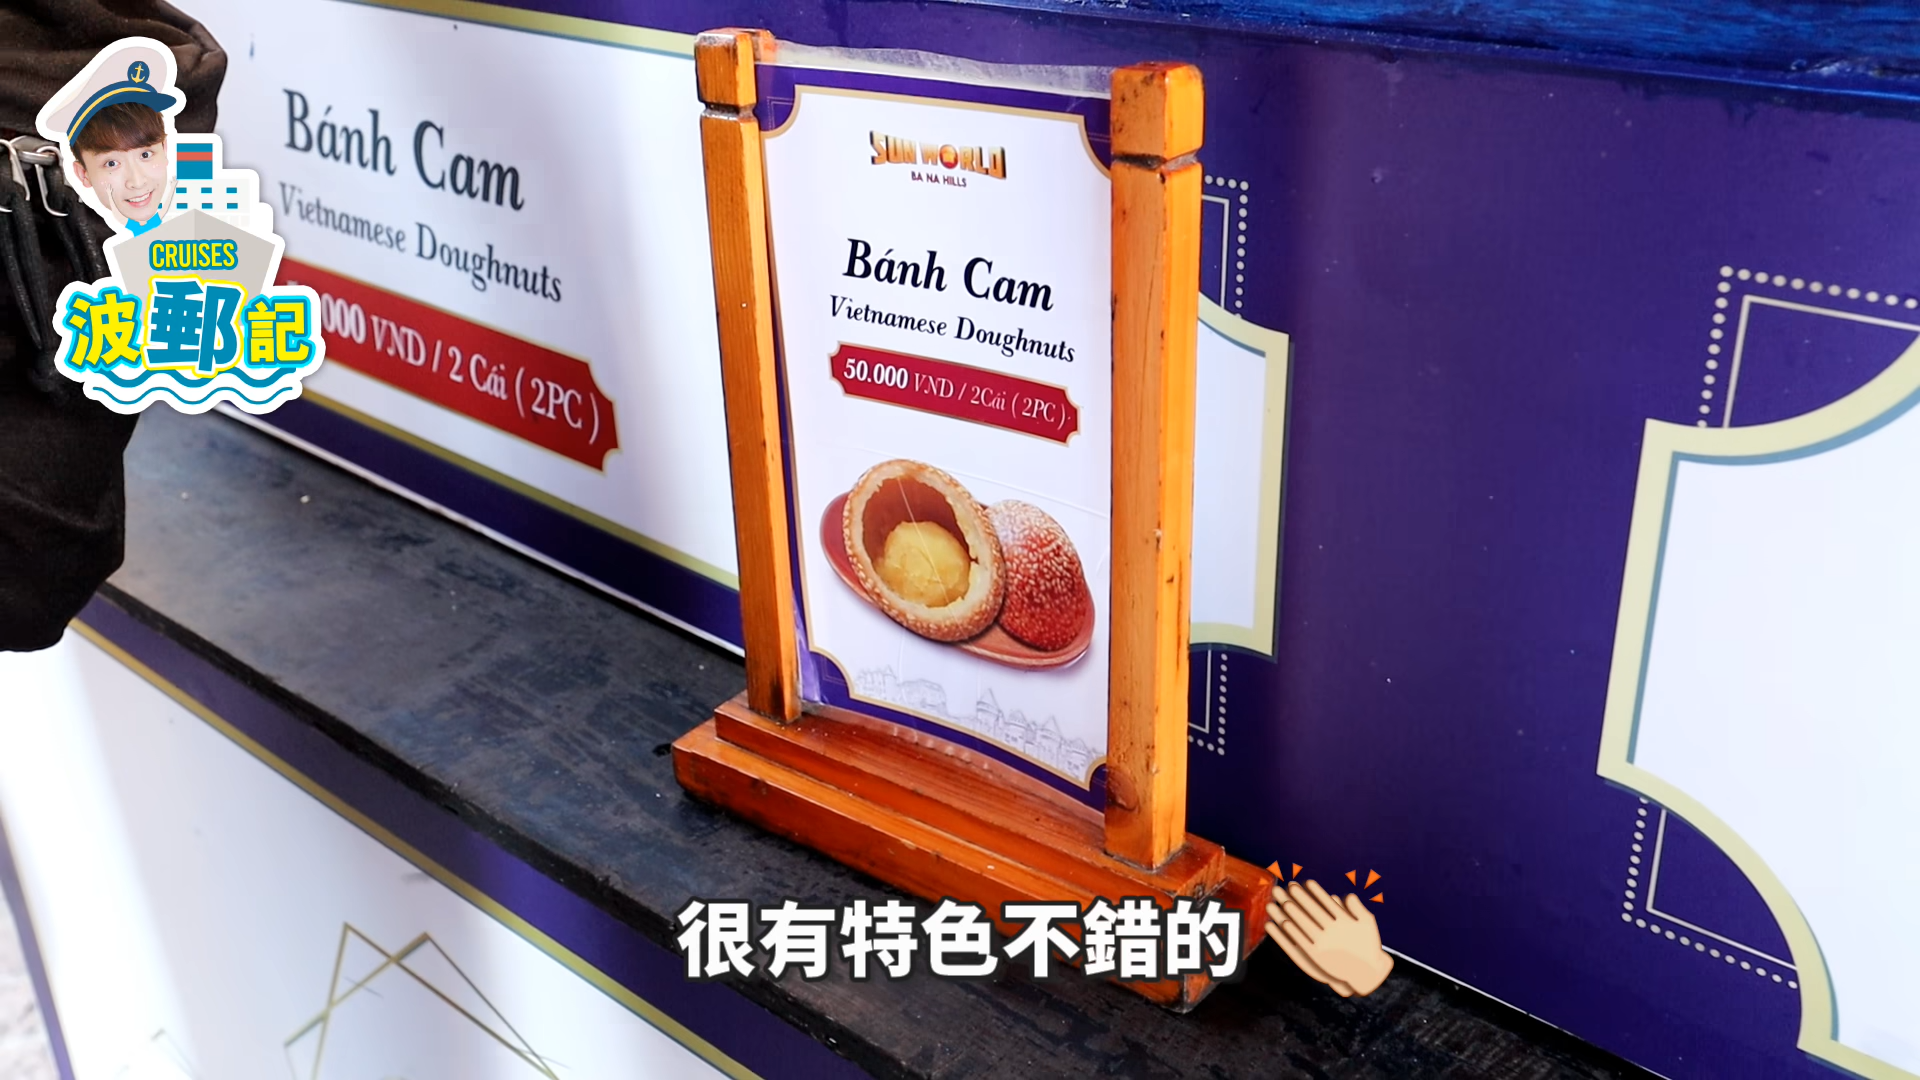 CRUISES
波郵記
Bánh Cam
Vietnamese Doughnuts
000 VND / 2 Cái ( 2PC )
SUN WORLD
BA NA HILLS
Bánh Cam
Vietnamese Doughnuts
50.000 VND / 2Cái ( 2PC )
很有特色不錯的